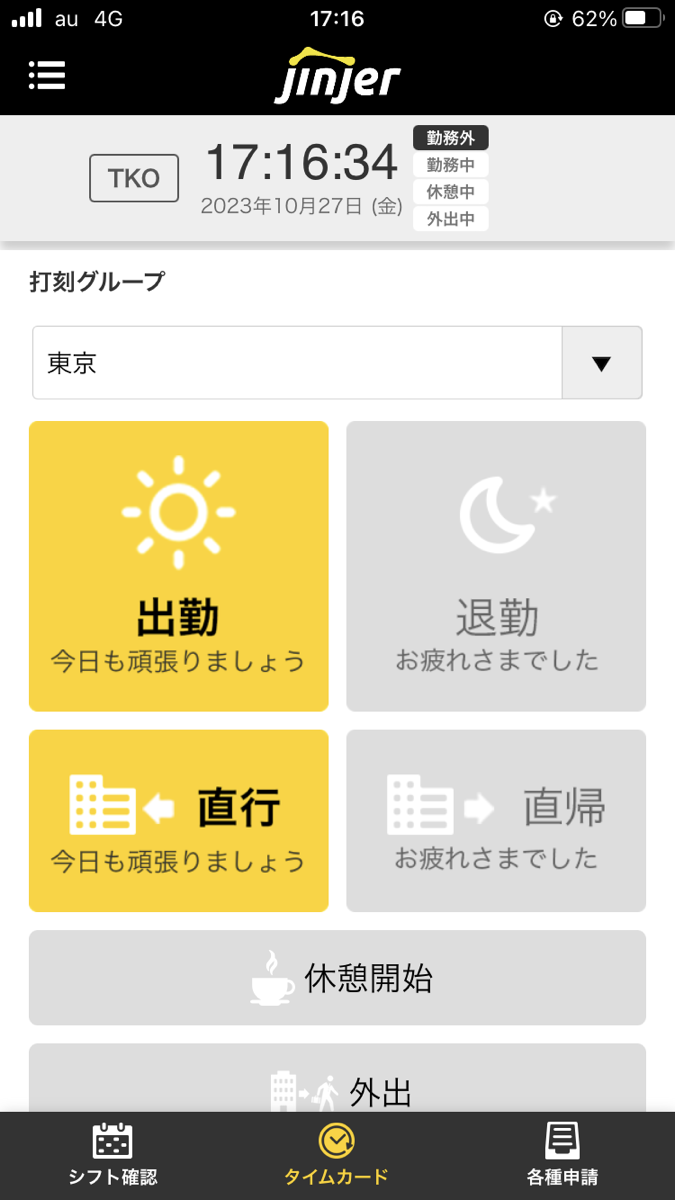 au 4G 17:16 62%
jinjer
TKO
17:16:34
2023年10月27日 (金)
勤務外
勤務中
休憩中
外出中
打刻グループ
東京
出勤
今日も頑張りましょう
退勤
お疲れさまでした
直行
今日も頑張りましょう
直帰
お疲れさまでした
休憩開始
外出
シフト確認
タイムカード
各種申請